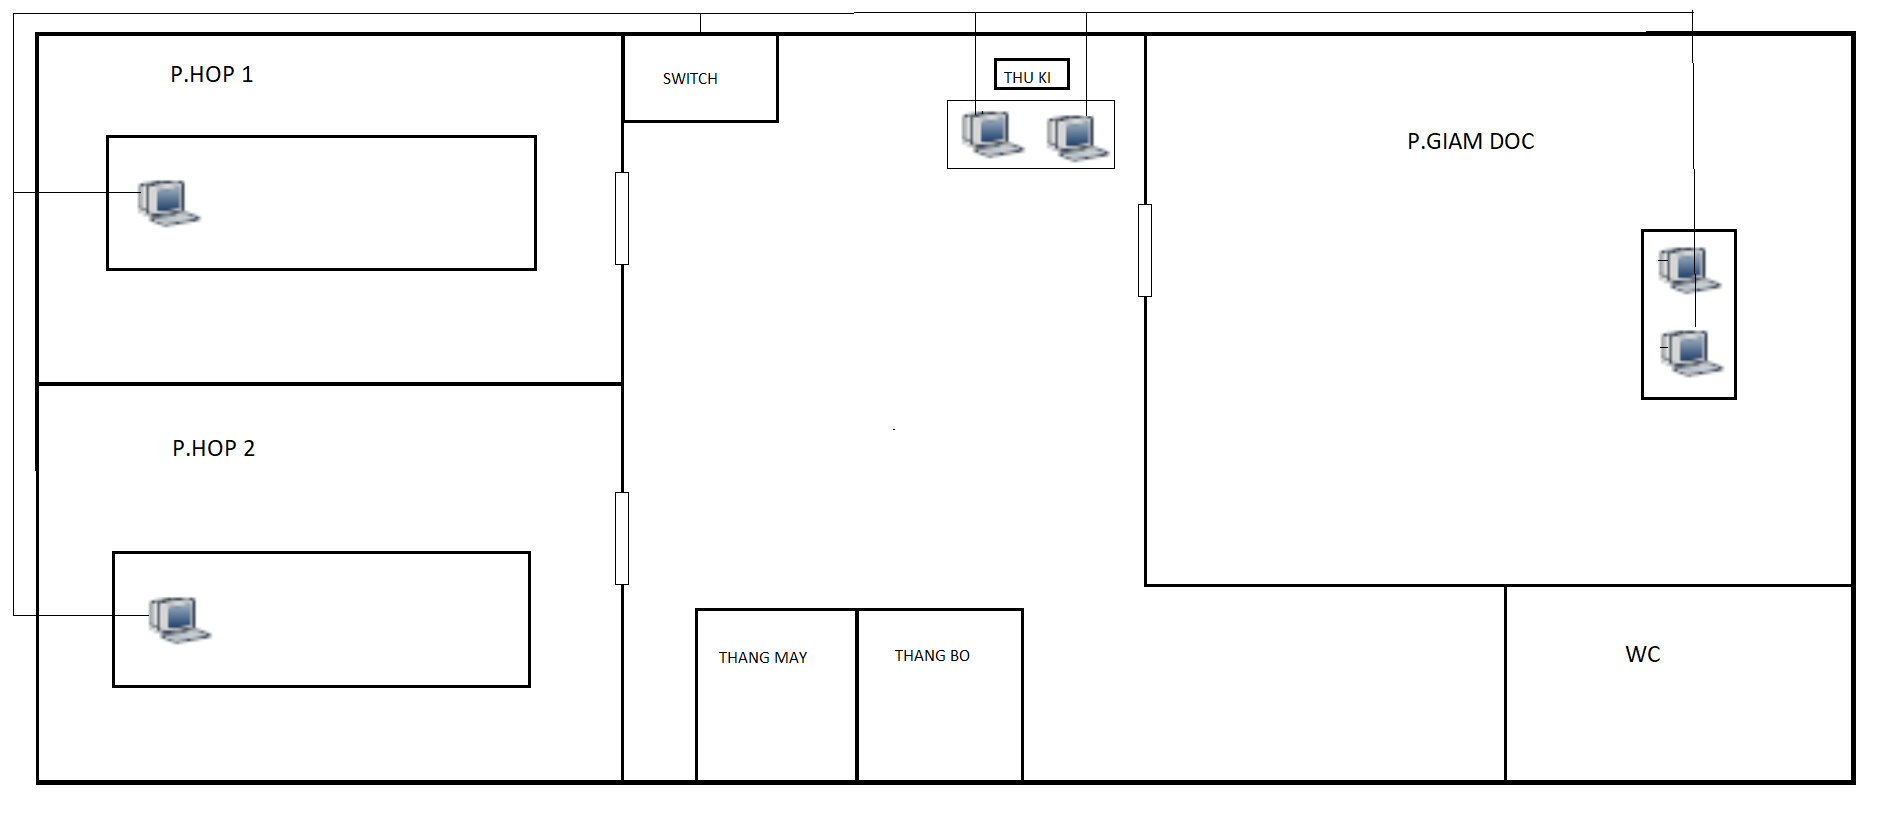 P.HOP 1
SWITCH
THU KI
P.GIAM DOC
P.HOP 2
THANG MAY
THANG BO
WC